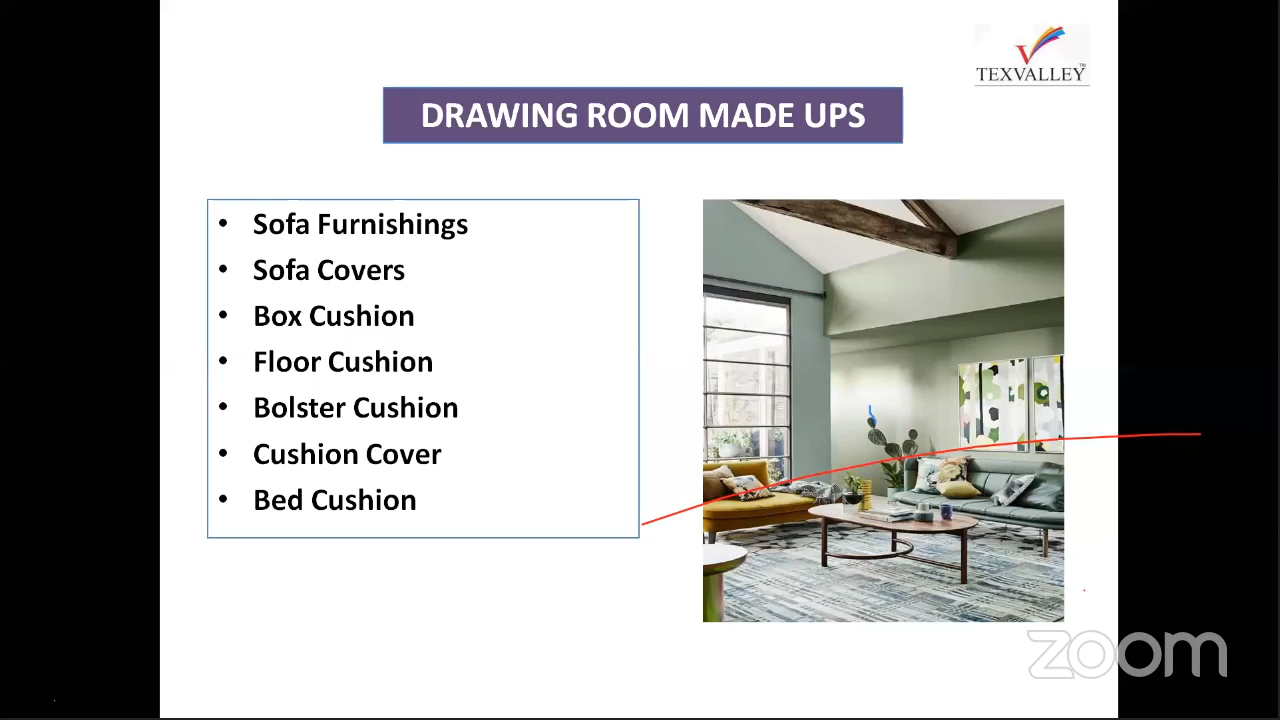 TEXVALLEY™
DRAWING ROOM MADE UPS
• Sofa Furnishings
• Sofa Covers
• Box Cushion
• Floor Cushion
• Bolster Cushion
• Cushion Cover
• Bed Cushion
zoom